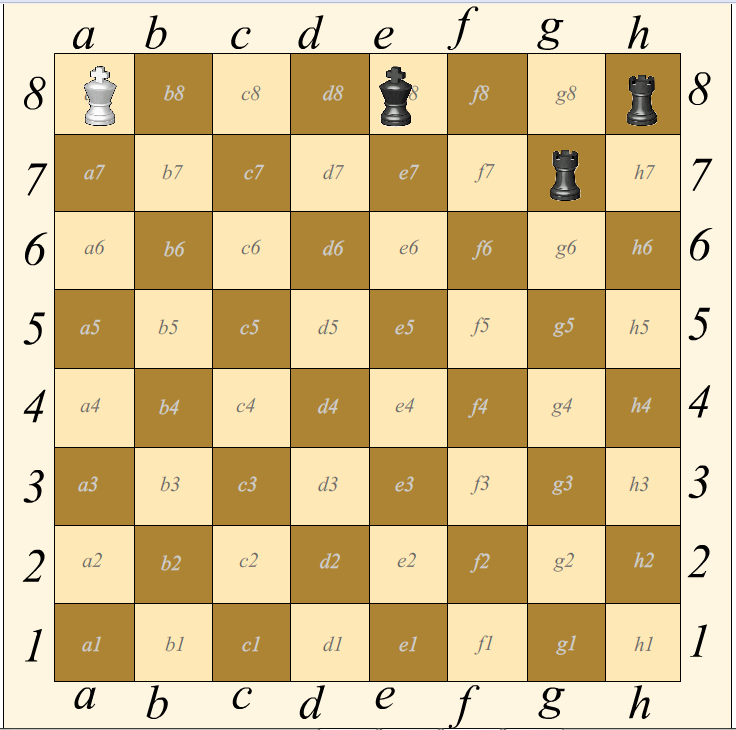 a b c d e f g h
8 b8 c8 d8 8 f8 g8 8
7 a7 b7 c7 d7 e7 f7 h7 7
6 a6 b6 c6 d6 e6 f6 g6 h6 6
5 a5 b5 c5 d5 e5 f5 g5 h5 5
4 a4 b4 c4 d4 e4 f4 g4 h4 4
3 a3 b3 c3 d3 e3 f3 g3 h3 3
2 a2 b2 c2 d2 e2 f2 g2 h2 2
1 a1 b1 c1 d1 e1 f1 g1 h1 1
a b c d e f g h